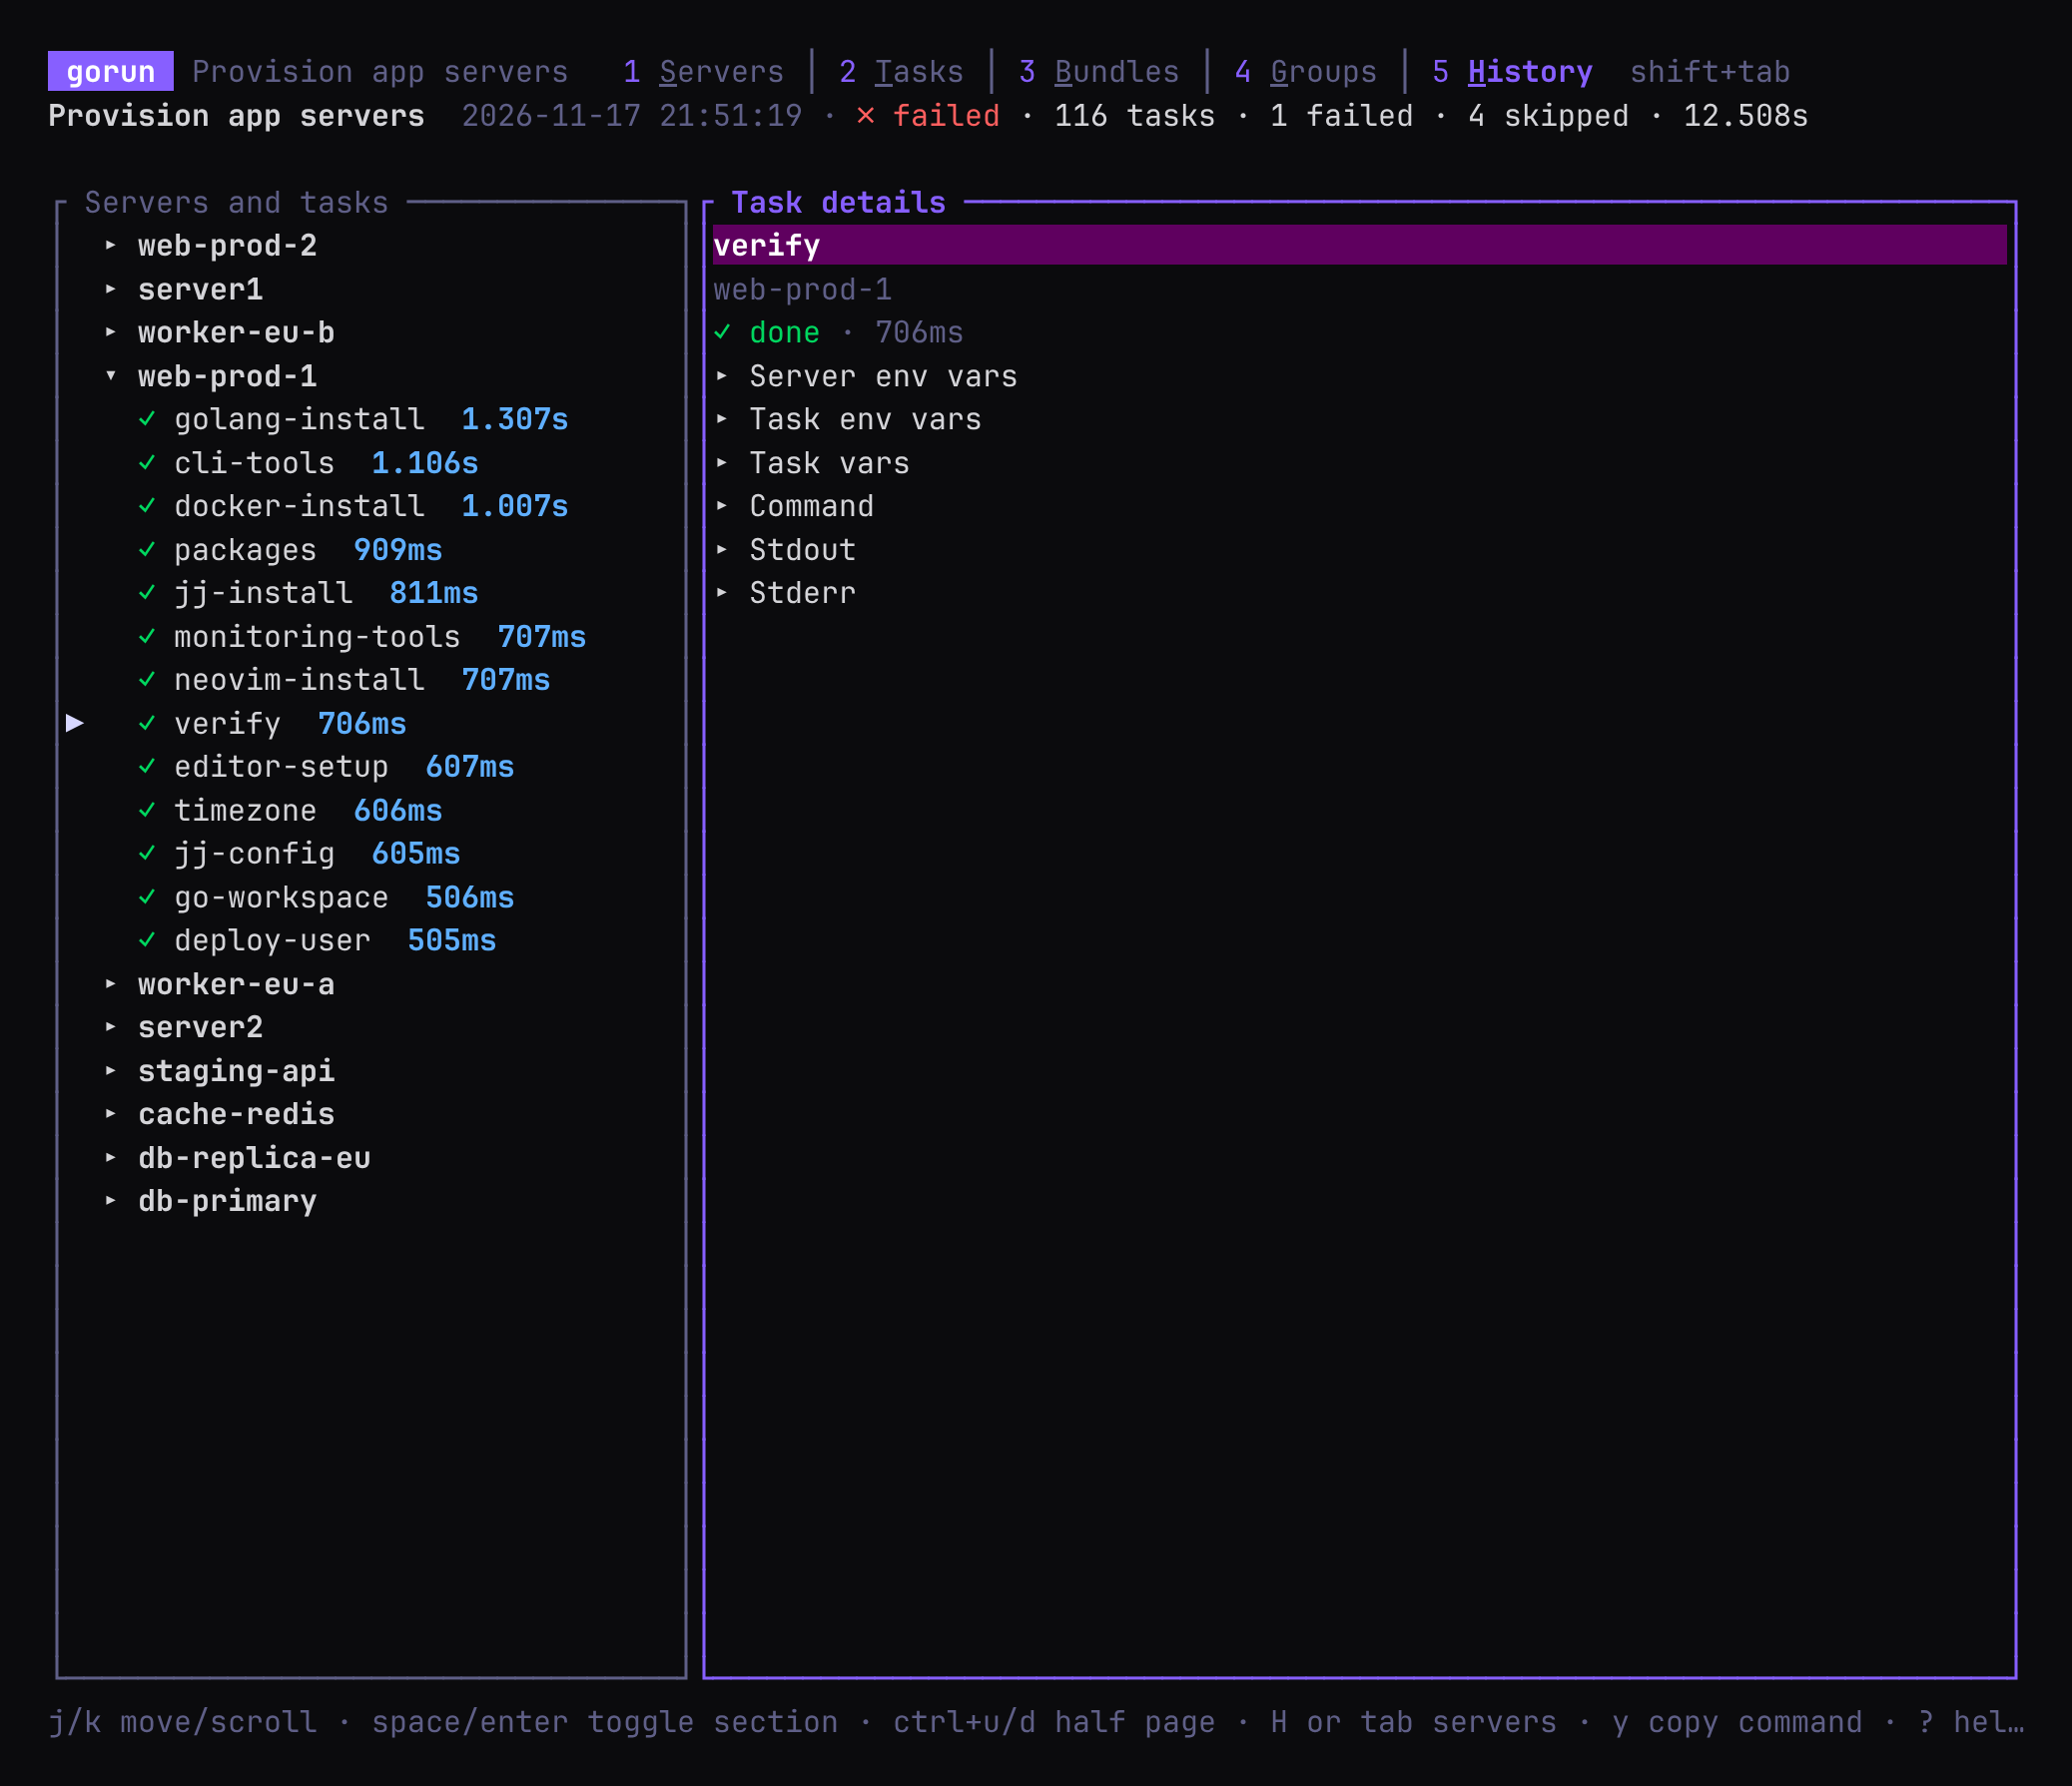 gorun Provision app servers 1 Servers │ 2 Tasks │ 3 Bundles │ 4 Groups │ 5 History shift+tab
Provision app servers 2026-11-17 21:51:19 · ✕ failed · 116 tasks · 1 failed · 4 skipped · 12.508s
Servers and tasks
▸ web-prod-2
▸ server1
▸ worker-eu-b
▾ web-prod-1
✓ golang-install 1.307s
✓ cli-tools 1.106s
✓ docker-install 1.007s
✓ packages 909ms
✓ jj-install 811ms
✓ monitoring-tools 707ms
✓ neovim-install 707ms
▶ ✓ verify 706ms
✓ editor-setup 607ms
✓ timezone 606ms
✓ jj-config 605ms
✓ go-workspace 506ms
✓ deploy-user 505ms
▸ worker-eu-a
▸ server2
▸ staging-api
▸ cache-redis
▸ db-replica-eu
▸ db-primary
Task details
verify
web-prod-1
✓ done · 706ms
▸ Server env vars
▸ Task env vars
▸ Task vars
▸ Command
▸ Stdout
▸ Stderr
j/k move/scroll · space/enter toggle section · ctrl+u/d half page · H or tab servers · y copy command · ? hel…